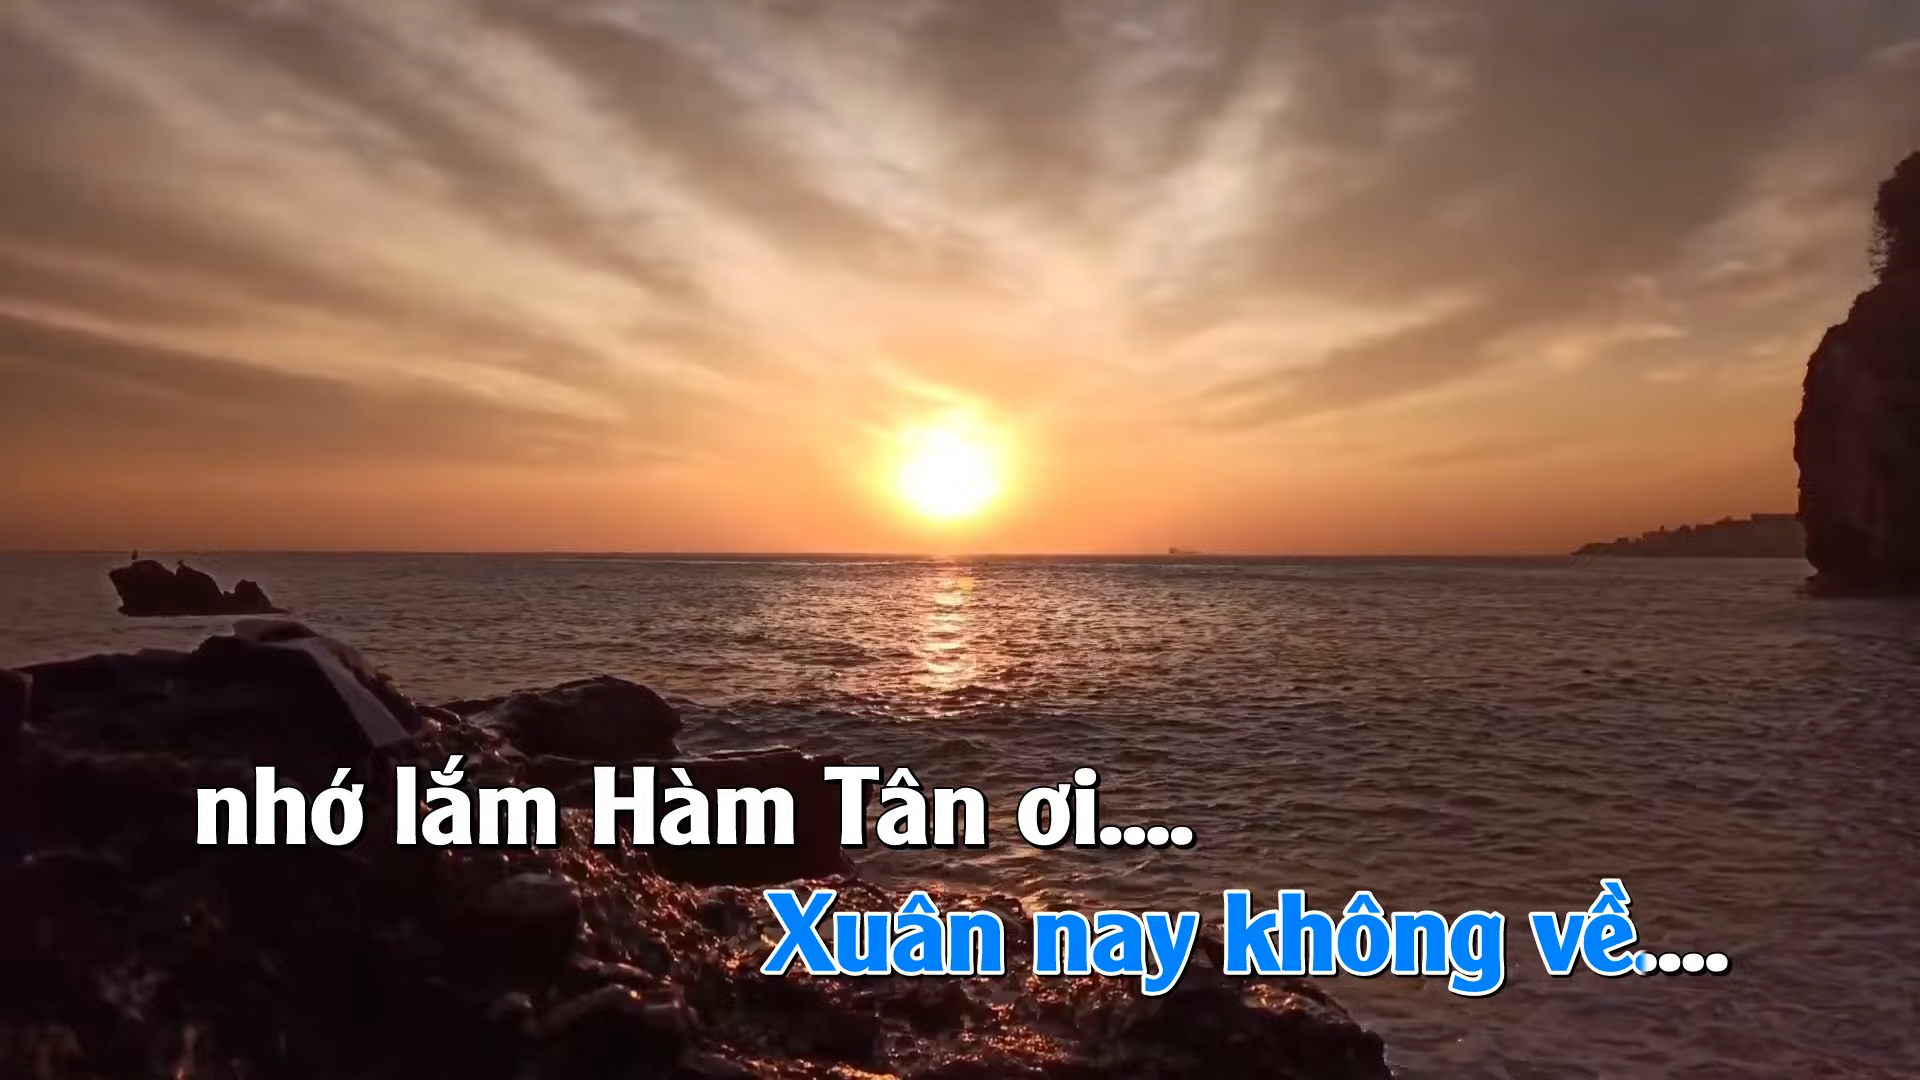 nhớ lắm Hàm Tân ơi....
Xuân nay không về....